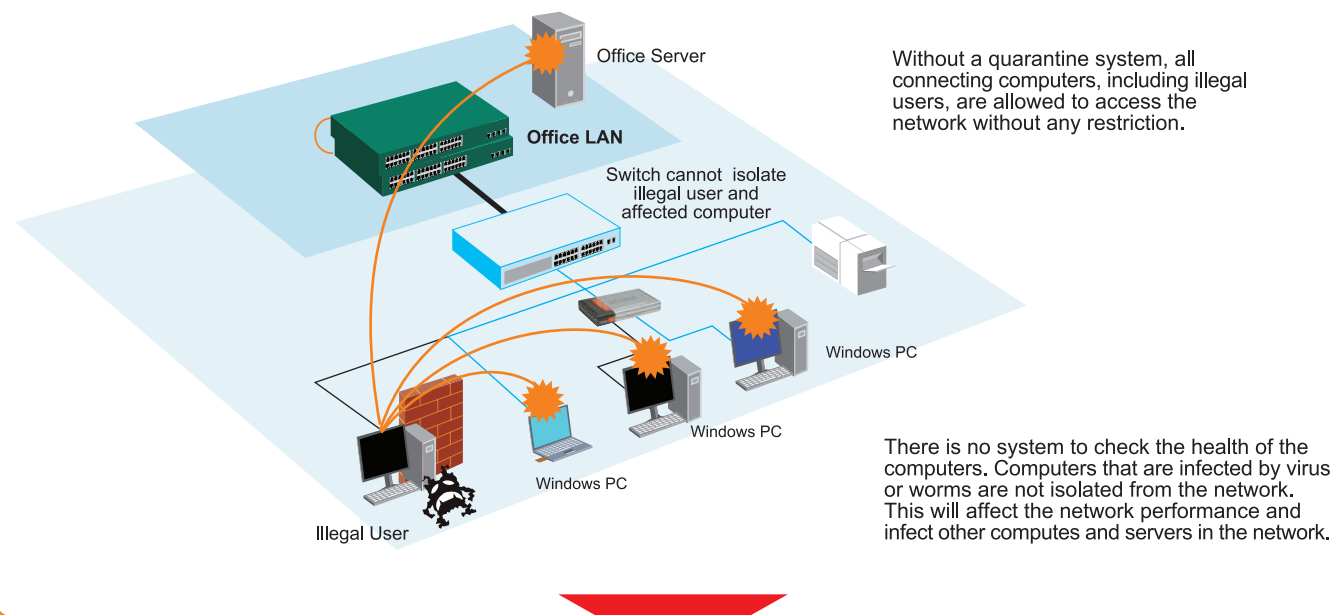 Office Server
Without a quarantine system, all
connecting computers, including illegal
users, are allowed to access the
network without any restriction.
Office LAN
Switch cannot isolate
illegal user and
affected computer
Windows PC
Windows PC
Windows PC
Illegal User
There is no system to check the health of the
computers. Computers that are infected by virus
or worms are not isolated from the network.
This will affect the network performance and
infect other computes and servers in the network.